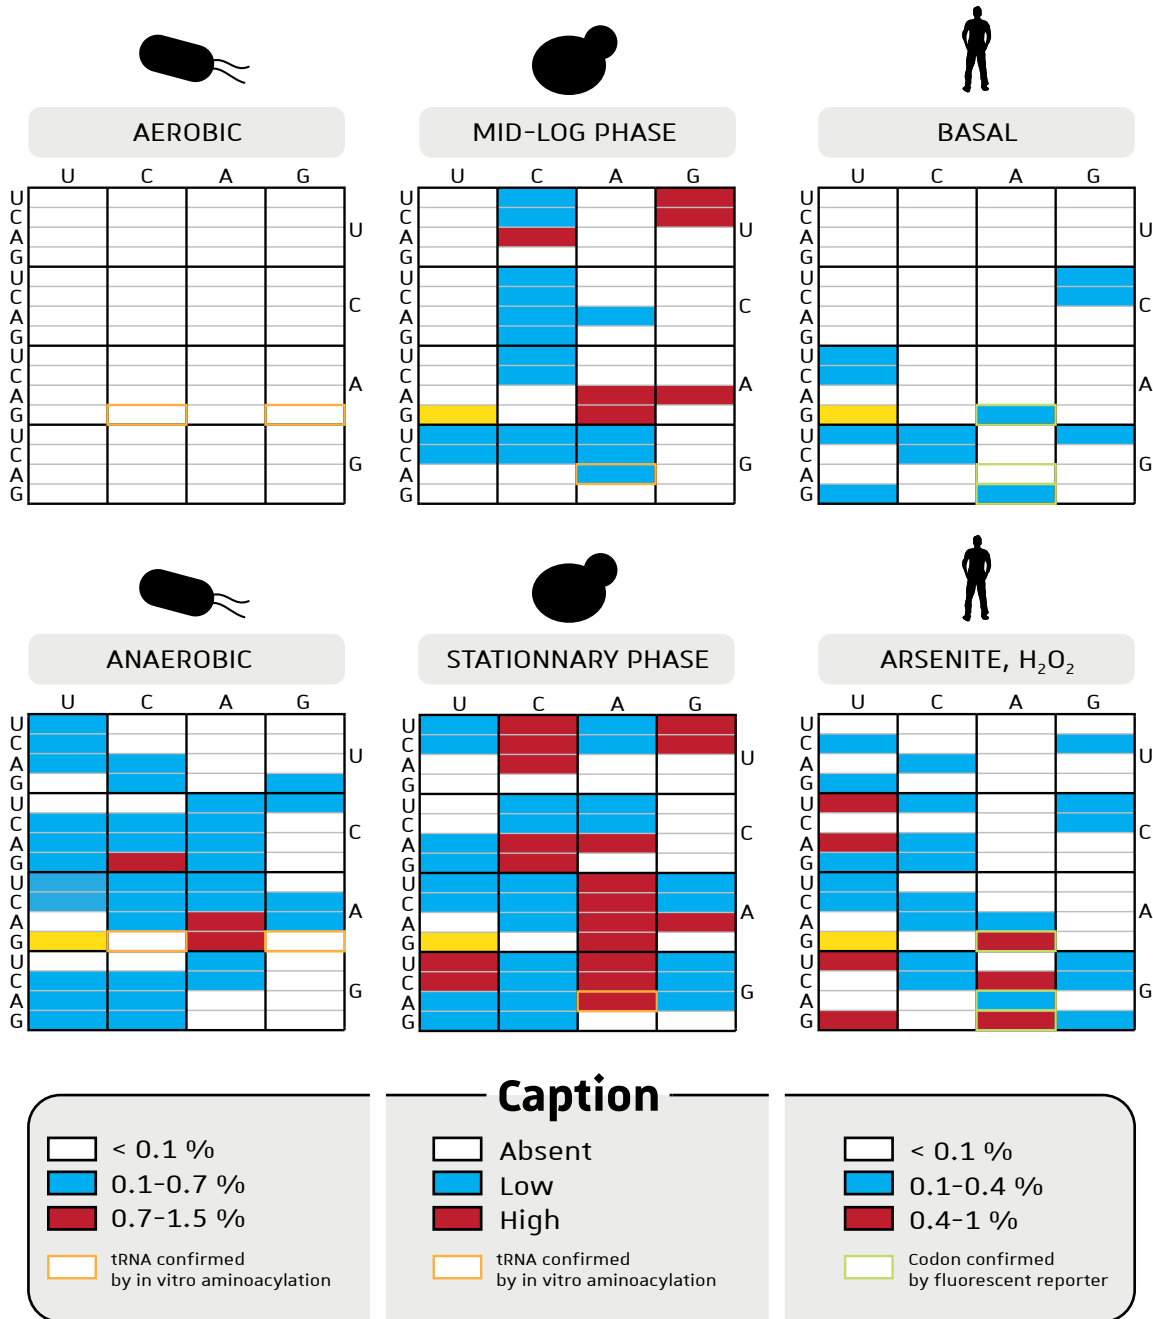 AEROBIC
MID-LOG PHASE
BASAL
U C A G
U C A G
U C A G
U
C
A
G
U
C
A
G
U
C
A
G
U
C
A
G
U
C
A
G
U
C
A
G
U
C
A
G
U
C
A
G
U
C
A
G
U
C
A
G
U
C
A
G
U
C
A
G
U
C
A
G
U
C
A
G
U
C
A
G
ANAEROBIC
STATIONNARY PHASE
ARSENITE, H₂O₂
U C A G
U C A G
U C A G
U
C
A
G
U
C
A
G
U
C
A
G
U
C
A
G
U
C
A
G
U
C
A
G
U
C
A
G
U
C
A
G
U
C
A
G
U
C
A
G
U
C
A
G
U
C
A
G
U
C
A
G
U
C
A
G
U
C
A
G
Caption
< 0.1 %
0.1-0.7 %
0.7-1.5 %
tRNA confirmed
by in vitro aminoacylation
Absent
Low
High
tRNA confirmed
by in vitro aminoacylation
< 0.1 %
0.1-0.4 %
0.4-1 %
Codon confirmed
by fluorescent reporter